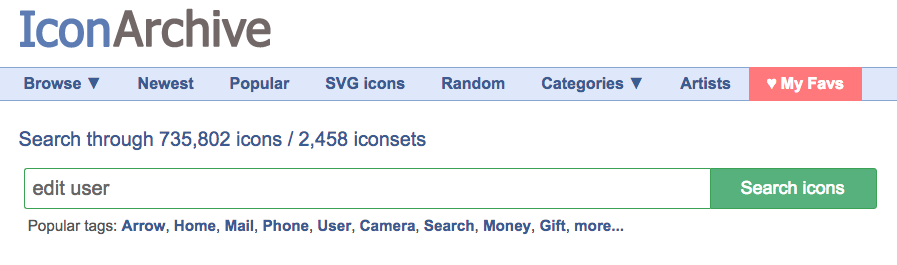 IconArchive
Browse ▼ Newest Popular SVG icons Random Categories ▼ Artists ♥ My Favs
Search through 735,802 icons / 2,458 iconsets
edit user Search icons
Popular tags: Arrow, Home, Mail, Phone, User, Camera, Search, Money, Gift, more...